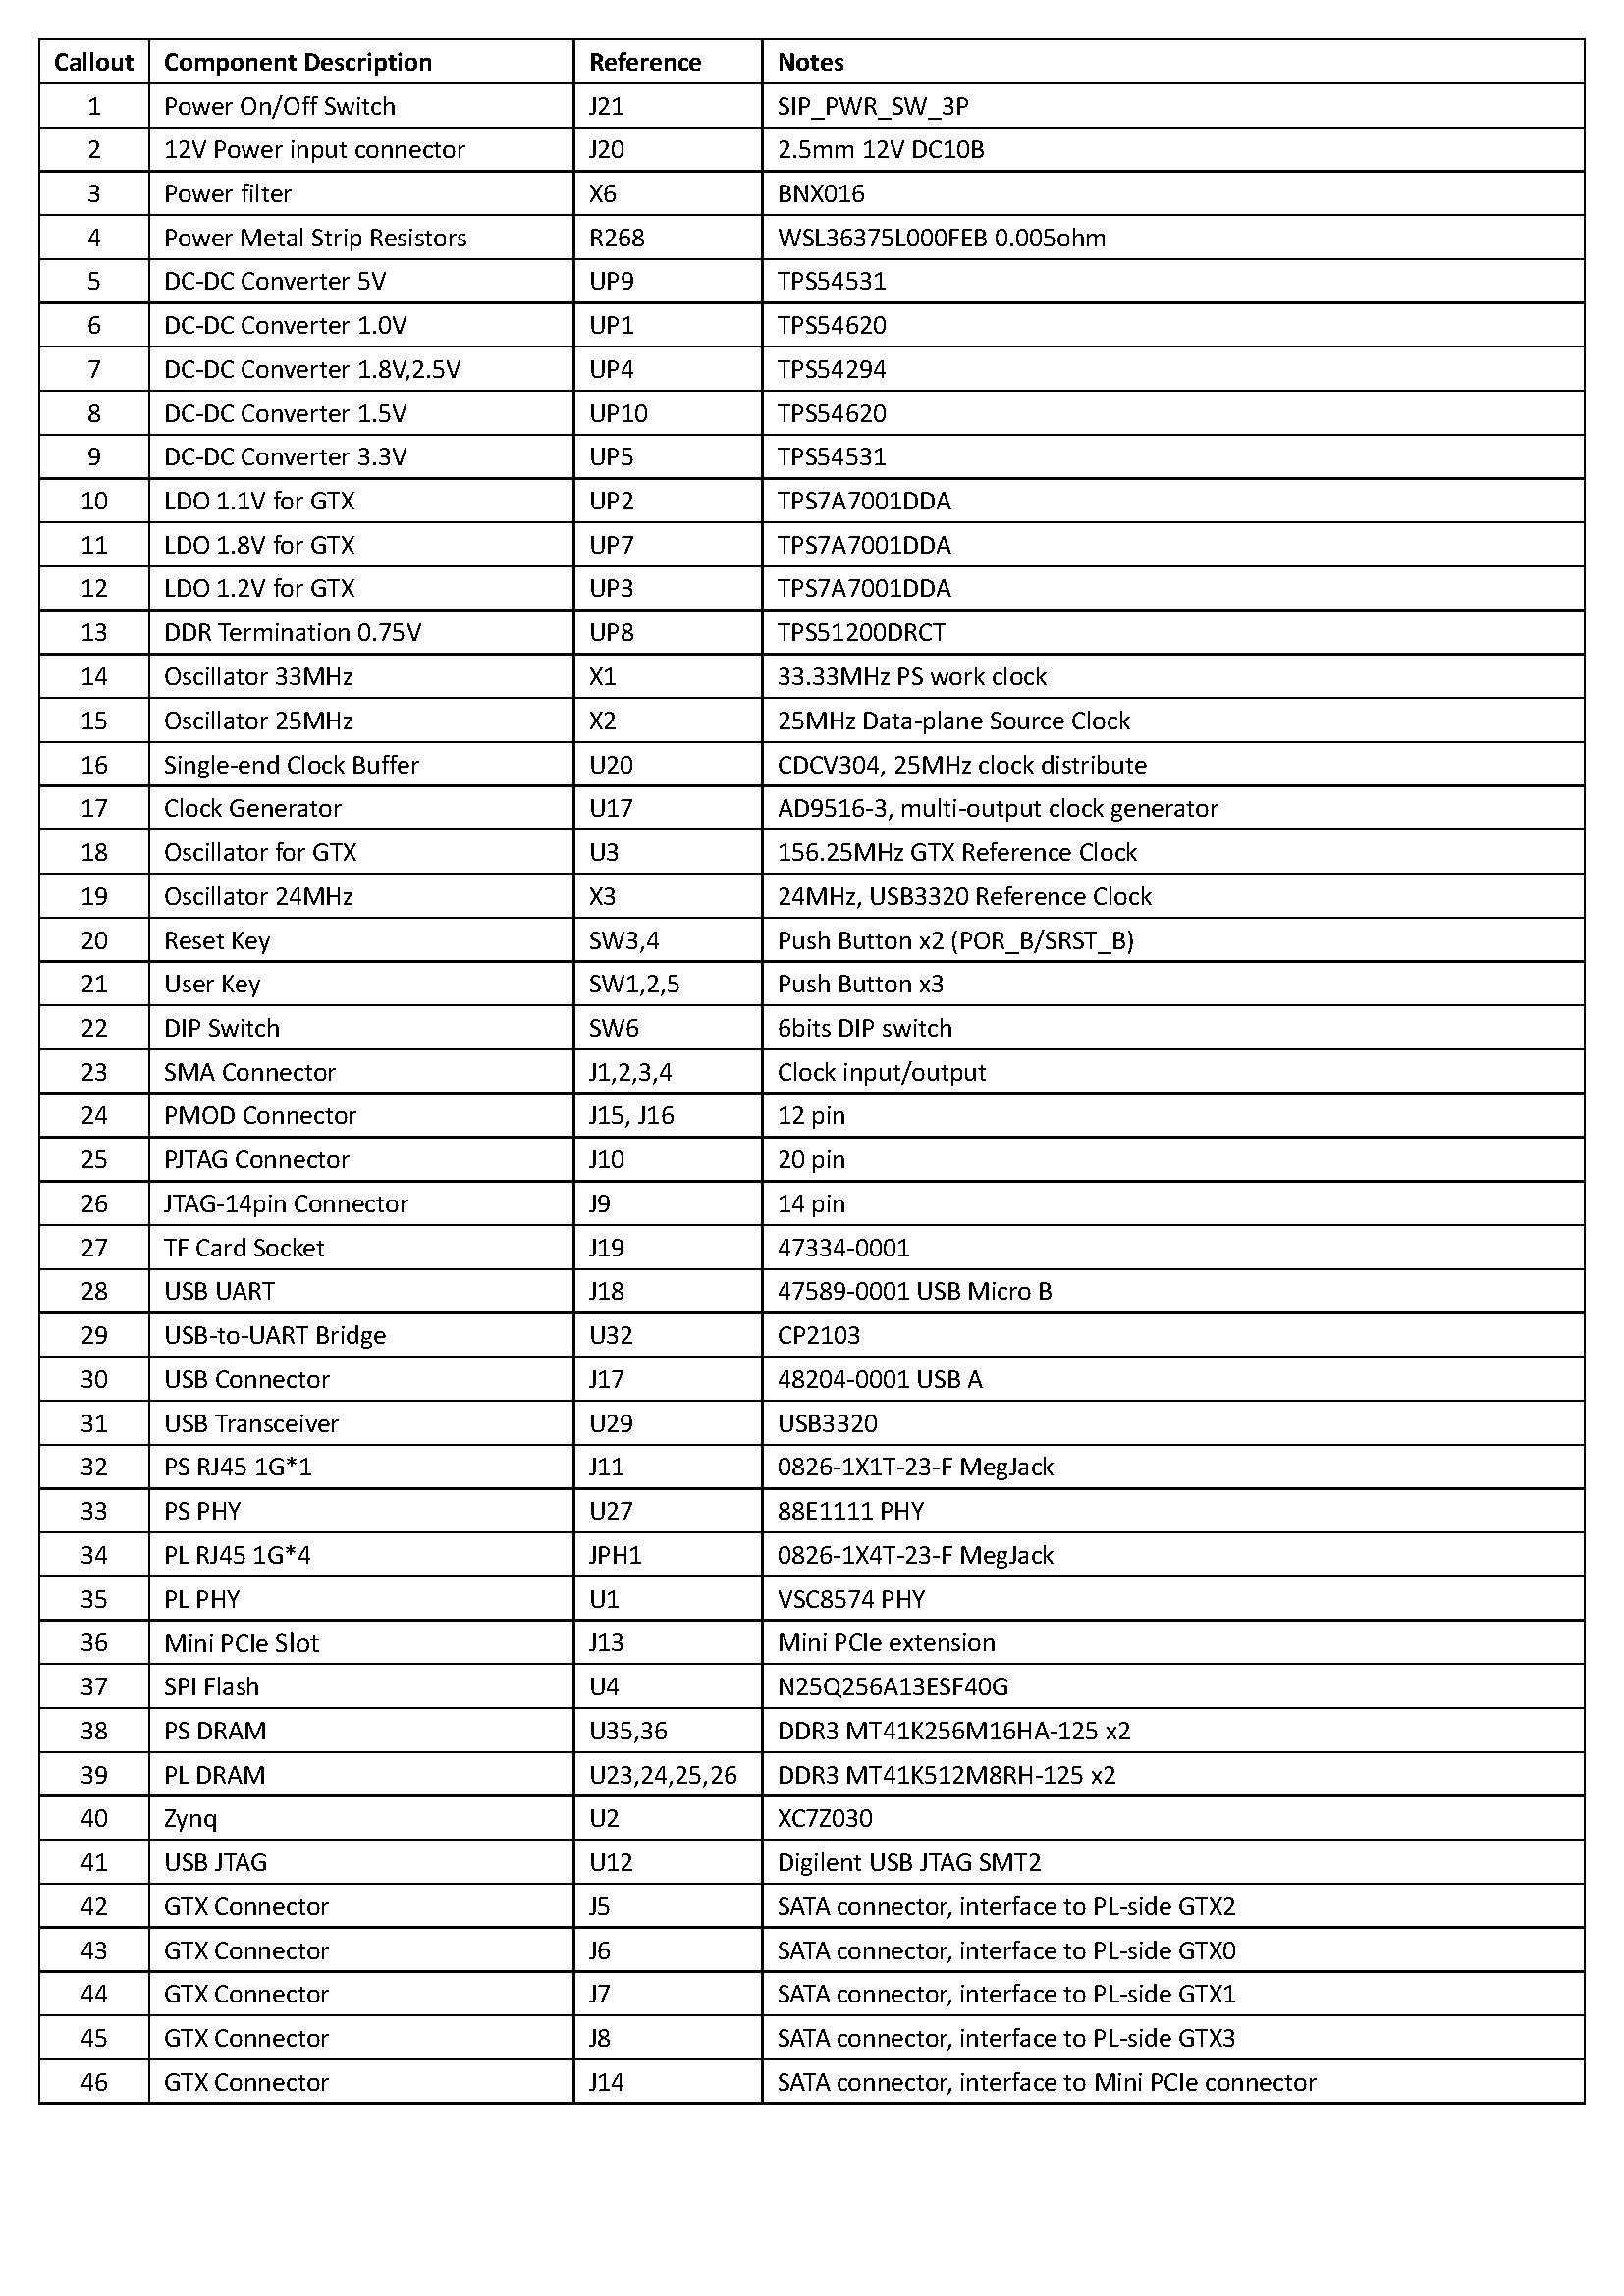 Callout Component Description Reference Notes
1 Power On/Off Switch J21 SIP_PWR_SW_3P
2 12V Power input connector J20 2.5mm 12V DC10B
3 Power filter X6 BNX016
4 Power Metal Strip Resistors R268 WSL36375L000FEB 0.005ohm
5 DC-DC Converter 5V UP9 TPS54531
6 DC-DC Converter 1.0V UP1 TPS54620
7 DC-DC Converter 1.8V,2.5V UP4 TPS54294
8 DC-DC Converter 1.5V UP10 TPS54620
9 DC-DC Converter 3.3V UP5 TPS54531
10 LDO 1.1V for GTX UP2 TPS7A7001DDA
11 LDO 1.8V for GTX UP7 TPS7A7001DDA
12 LDO 1.2V for GTX UP3 TPS7A7001DDA
13 DDR Termination 0.75V UP8 TPS51200DRCT
14 Oscillator 33MHz X1 33.33MHz PS work clock
15 Oscillator 25MHz X2 25MHz Data-plane Source Clock
16 Single-end Clock Buffer U20 CDCV304, 25MHz clock distribute
17 Clock Generator U17 AD9516-3, multi-output clock generator
18 Oscillator for GTX U3 156.25MHz GTX Reference Clock
19 Oscillator 24MHz X3 24MHz, USB3320 Reference Clock
20 Reset Key SW3,4 Push Button x2 (POR_B/SRST_B)
21 User Key SW1,2,5 Push Button x3
22 DIP Switch SW6 6bits DIP switch
23 SMA Connector J1,2,3,4 Clock input/output
24 PMOD Connector J15, J16 12 pin
25 PJTAG Connector J10 20 pin
26 JTAG-14pin Connector J9 14 pin
27 TF Card Socket J19 47334-0001
28 USB UART J18 47589-0001 USB Micro B
29 USB-to-UART Bridge U32 CP2103
30 USB Connector J17 48204-0001 USB A
31 USB Transceiver U29 USB3320
32 PS RJ45 1G*1 J11 0826-1X1T-23-F MegJack
33 PS PHY U27 88E1111 PHY
34 PL RJ45 1G*4 JPH1 0826-1X4T-23-F MegJack
35 PL PHY U1 VSC8574 PHY
36 Mini PCIe Slot J13 Mini PCIe extension
37 SPI Flash U4 N25Q256A13ESF40G
38 PS DRAM U35,36 DDR3 MT41K256M16HA-125 x2
39 PL DRAM U23,24,25,26 DDR3 MT41K512M8RH-125 x2
40 Zynq U2 XC7Z030
41 USB JTAG U12 Digilent USB JTAG SMT2
42 GTX Connector J5 SATA connector, interface to PL-side GTX2
43 GTX Connector J6 SATA connector, interface to PL-side GTX0
44 GTX Connector J7 SATA connector, interface to PL-side GTX1
45 GTX Connector J8 SATA connector, interface to PL-side GTX3
46 GTX Connector J14 SATA connector, interface to Mini PCIe connector